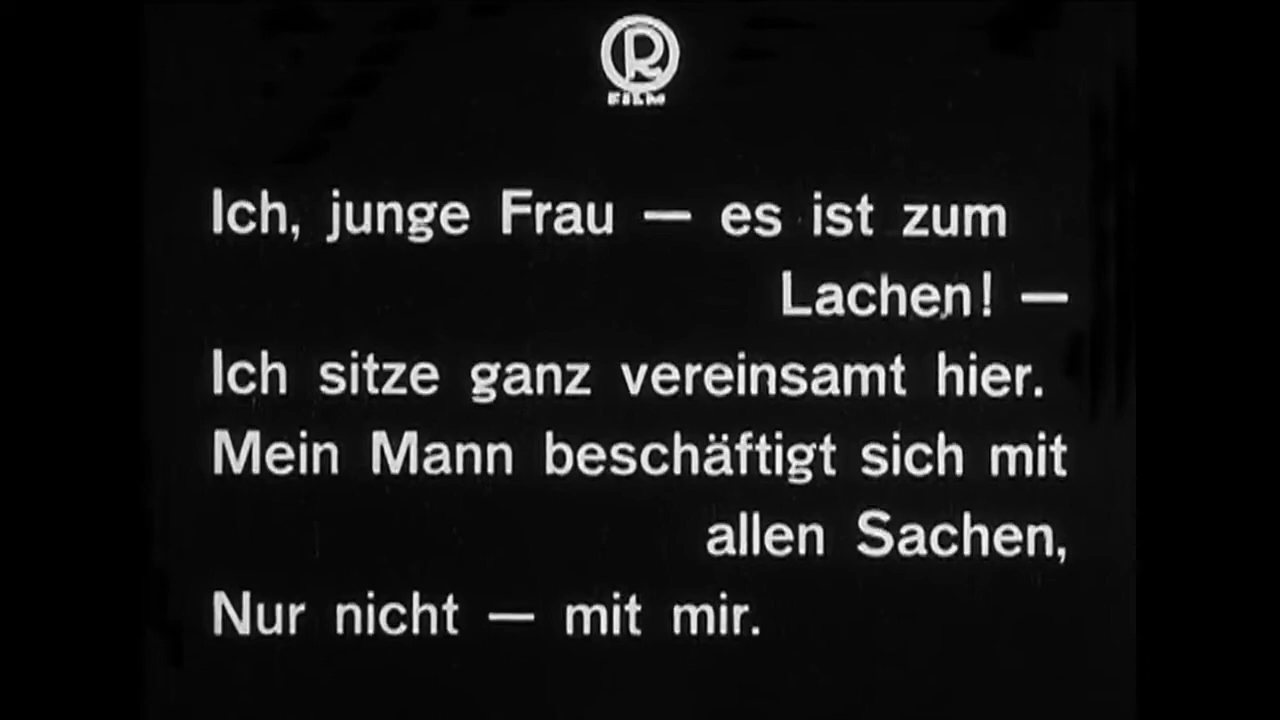 R
FILM
Ich, junge Frau — es ist zum
Lachen! —
Ich sitze ganz vereinsamt hier.
Mein Mann beschäftigt sich mit
allen Sachen,
Nur nicht — mit mir.